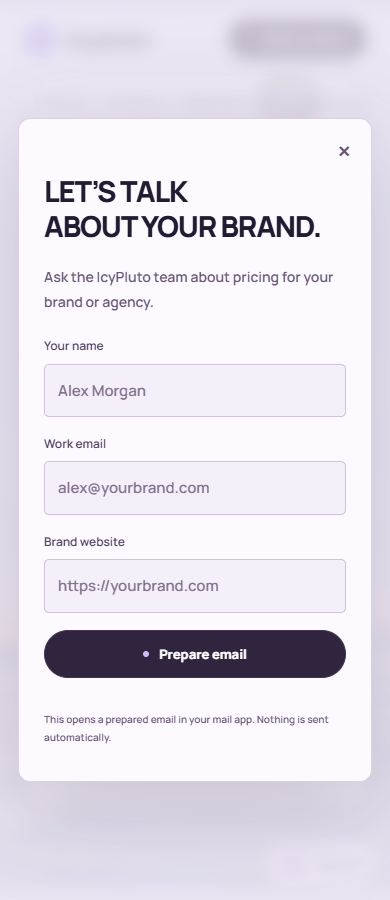 ×
LET’S TALK
ABOUT YOUR BRAND.
Ask the IcyPluto team about pricing for your
brand or agency.
Your name
Alex Morgan
Work email
alex@yourbrand.com
Brand website
https://yourbrand.com
Prepare email
This opens a prepared email in your mail app. Nothing is sent
automatically.